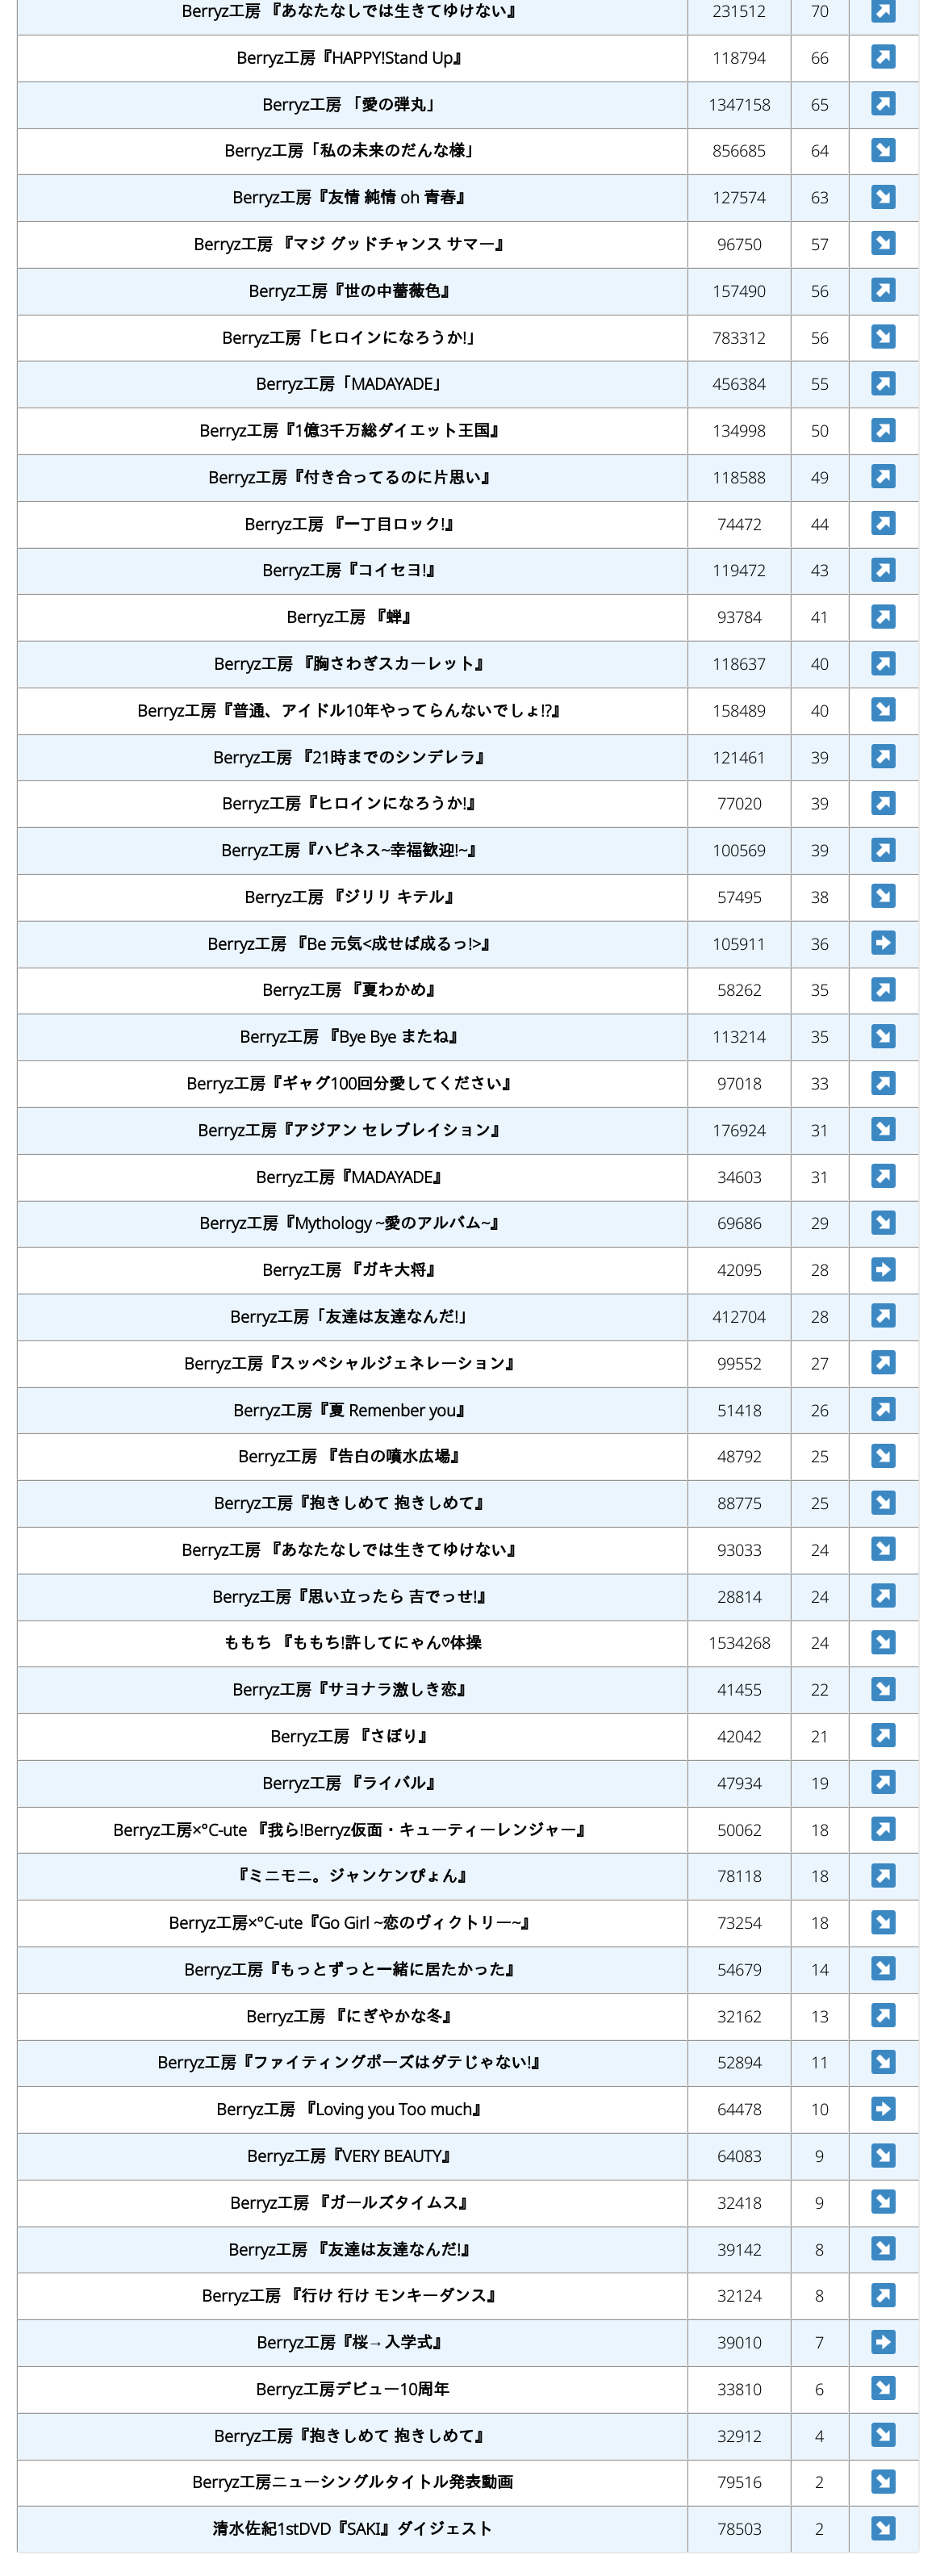 Berryz工房 『あなたなしでは生きてゆけない』 231512 70
Berryz工房『HAPPY!Stand Up』 118794 66
Berryz工房 「愛の弾丸」 1347158 65
Berryz工房「私の未来のだんな様」 856685 64
Berryz工房『友情 純情 oh 青春』 127574 63
Berryz工房 『マジ グッドチャンス サマー』 96750 57
Berryz工房『世の中薔薇色』 157490 56
Berryz工房「ヒロインになろうか!」 783312 56
Berryz工房「MADAYADE」 456384 55
Berryz工房『1億3千万総ダイエット王国』 134998 50
Berryz工房『付き合ってるのに片思い』 118588 49
Berryz工房 『一丁目ロック!』 74472 44
Berryz工房『コイセヨ!』 119472 43
Berryz工房 『蝉』 93784 41
Berryz工房 『胸さわぎスカーレット』 118637 40
Berryz工房『普通、アイドル10年やってらんないでしょ!?』 158489 40
Berryz工房 『21時までのシンデレラ』 121461 39
Berryz工房『ヒロインになろうか!』 77020 39
Berryz工房『ハピネス~幸福歓迎!~』 100569 39
Berryz工房 『ジリリ キテル』 57495 38
Berryz工房 『Be 元気<成せば成るっ!>』 105911 36
Berryz工房 『夏わかめ』 58262 35
Berryz工房 『Bye Bye またね』 113214 35
Berryz工房『ギャグ100回分愛してください』 97018 33
Berryz工房『アジアン セレブレイション』 176924 31
Berryz工房『MADAYADE』 34603 31
Berryz工房『Mythology ~愛のアルバム~』 69686 29
Berryz工房 『ガキ大将』 42095 28
Berryz工房「友達は友達なんだ!」 412704 28
Berryz工房『スッペシャルジェネレーション』 99552 27
Berryz工房『夏 Remenber you』 51418 26
Berryz工房 『告白の噴水広場』 48792 25
Berryz工房『抱きしめて 抱きしめて』 88775 25
Berryz工房 『あなたなしでは生きてゆけない』 93033 24
Berryz工房『思い立ったら 吉でっせ!』 28814 24
ももち 『ももち!許してにゃん♡体操 1534268 24
Berryz工房『サヨナラ激しき恋』 41455 22
Berryz工房 『さぼり』 42042 21
Berryz工房 『ライバル』 47934 19
Berryz工房×°C-ute 『我ら!Berryz仮面・キューティーレンジャー』 50062 18
『ミニモニ。ジャンケンぴょん』 78118 18
Berryz工房×°C-ute『Go Girl ~恋のヴィクトリー~』 73254 18
Berryz工房『もっとずっと一緒に居たかった』 54679 14
Berryz工房 『にぎやかな冬』 32162 13
Berryz工房『ファイティングポーズはダテじゃない!』 52894 11
Berryz工房 『Loving you Too much』 64478 10
Berryz工房『VERY BEAUTY』 64083 9
Berryz工房 『ガールズタイムス』 32418 9
Berryz工房 『友達は友達なんだ!』 39142 8
Berryz工房 『行け 行け モンキーダンス』 32124 8
Berryz工房『桜→入学式』 39010 7
Berryz工房デビュー10周年 33810 6
Berryz工房『抱きしめて 抱きしめて』 32912 4
Berryz工房ニューシングルタイトル発表動画 79516 2
清水佐紀1stDVD『SAKI』ダイジェスト 78503 2